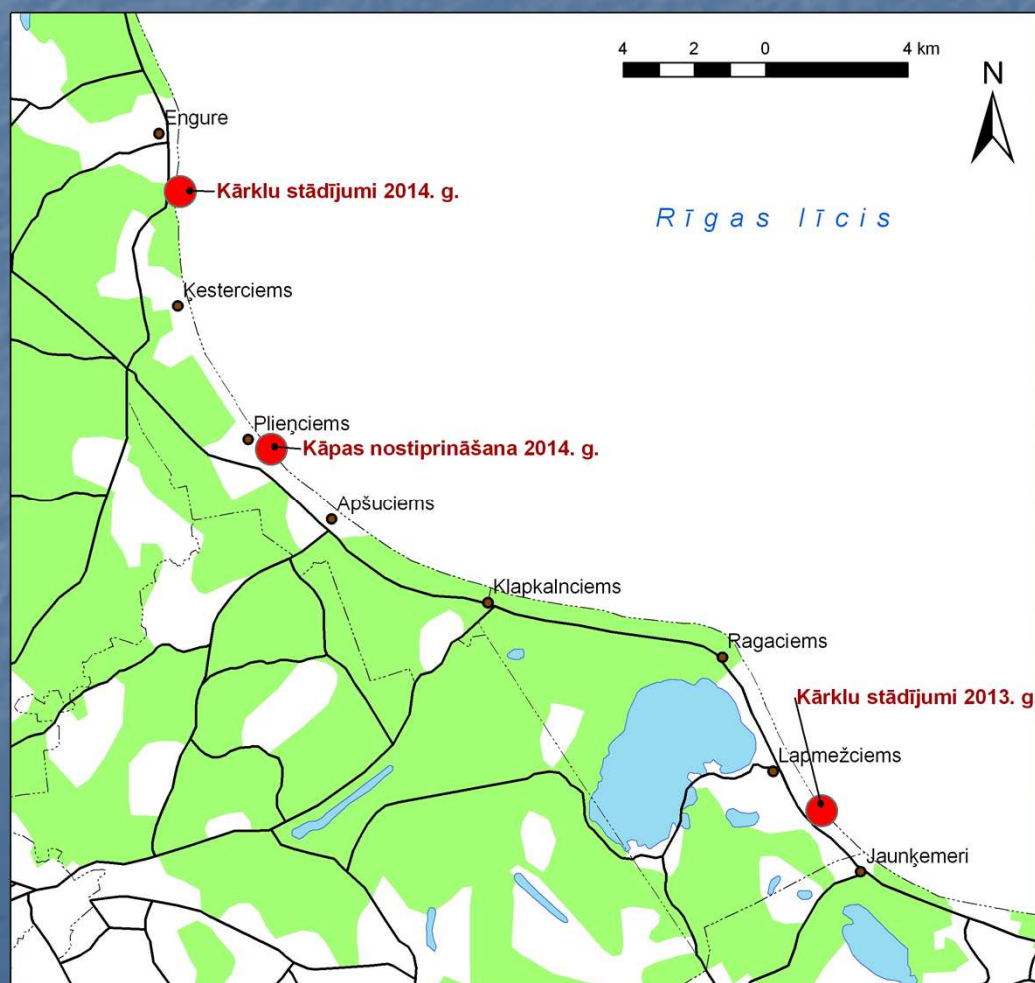 4 2 0 4 km
N
Engure
Kārklu stādījumi 2014. g.
Rīgas līcis
Ķesterciems
Plieņciems
Kāpas nostiprināšana 2014. g.
Apšuciems
Klapkalnciems
Ragaciems
Kārklu stādījumi 2013. g
Lapmežciems
Jaunķemeri